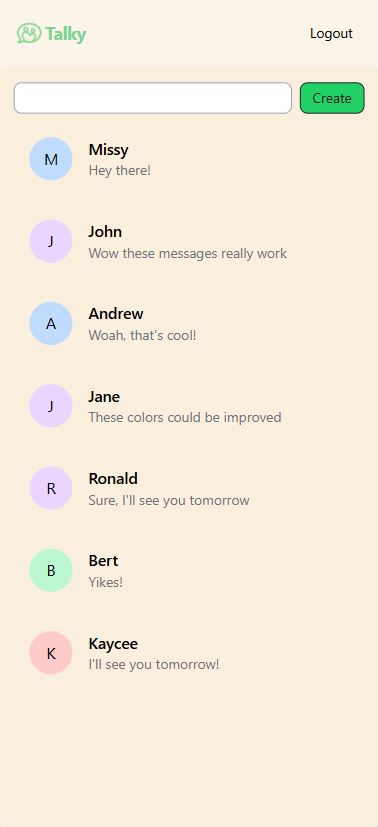 Talky
Logout
Create
M
Missy
Hey there!
J
John
Wow these messages really work
A
Andrew
Woah, that's cool!
J
Jane
These colors could be improved
R
Ronald
Sure, I'll see you tomorrow
B
Bert
Yikes!
K
Kaycee
I'll see you tomorrow!